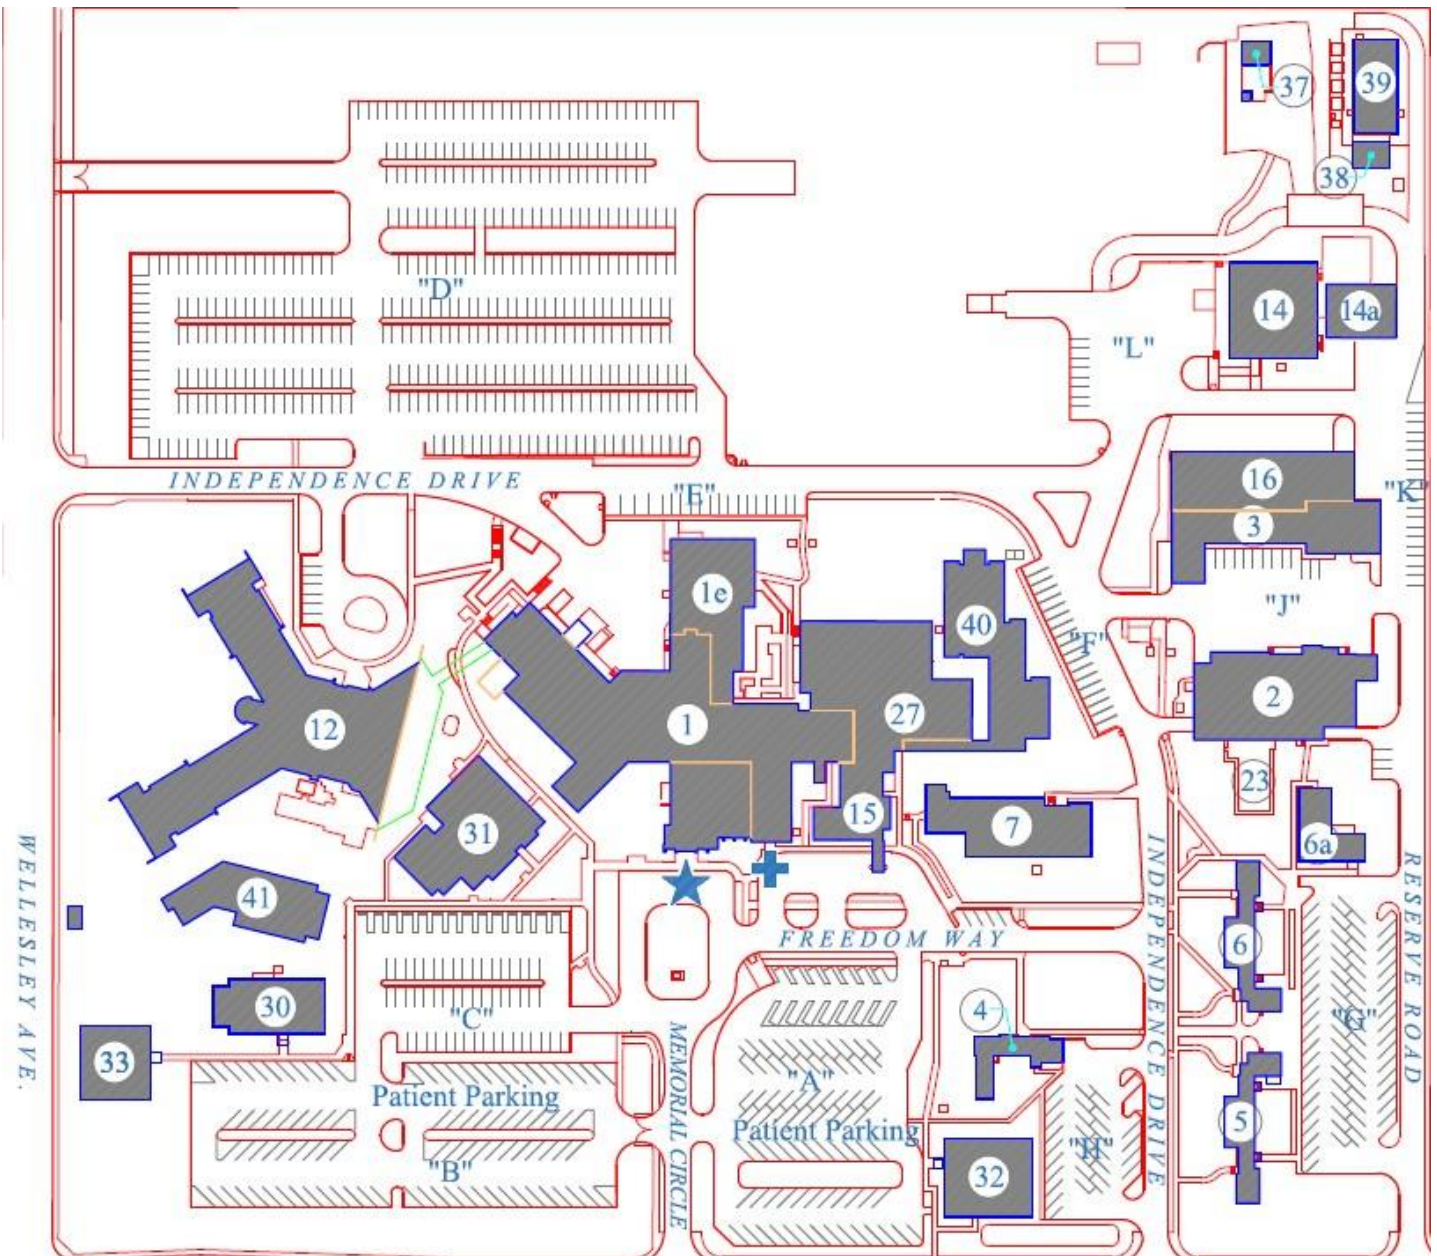 37
39
38
"D"
14
14a
"L"
INDEPENDENCE DRIVE
"E"
16
"K"
3
1e
"J"
40
"F"
12
1
27
2
23
31
15
7
6a
WELLESLEY AVE.
INDEPENDENCE DRIVE
RESERVE ROAD
41
FREEDOM WAY
6
30
"C"
4
"G"
33
MEMORIAL CIRCLE
"A"
Patient Parking
Patient Parking
5
"H"
"B"
32